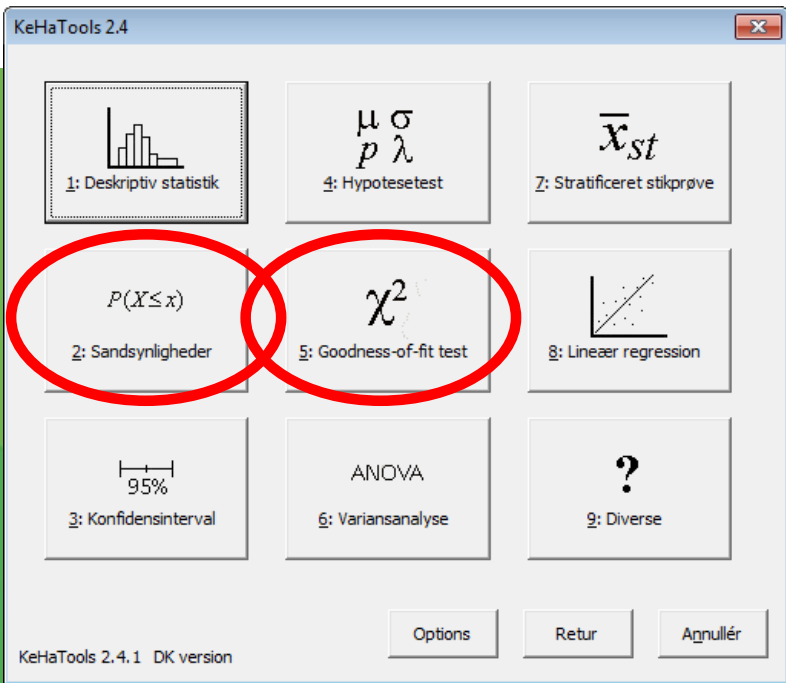 KeHaTools 2.4
1: Deskriptiv statistik
μ σ
p λ
4: Hypotesetest
x̅st
7: Stratificeret stikprøve
P(X≤x)
2: Sandsynligheder
χ²
5: Goodness-of-fit test
8: Lineær regression
95%
3: Konfidensinterval
ANOVA
6: Variansanalyse
?
9: Diverse
Options
Retur
Annullér
KeHaTools 2.4.1 DK version